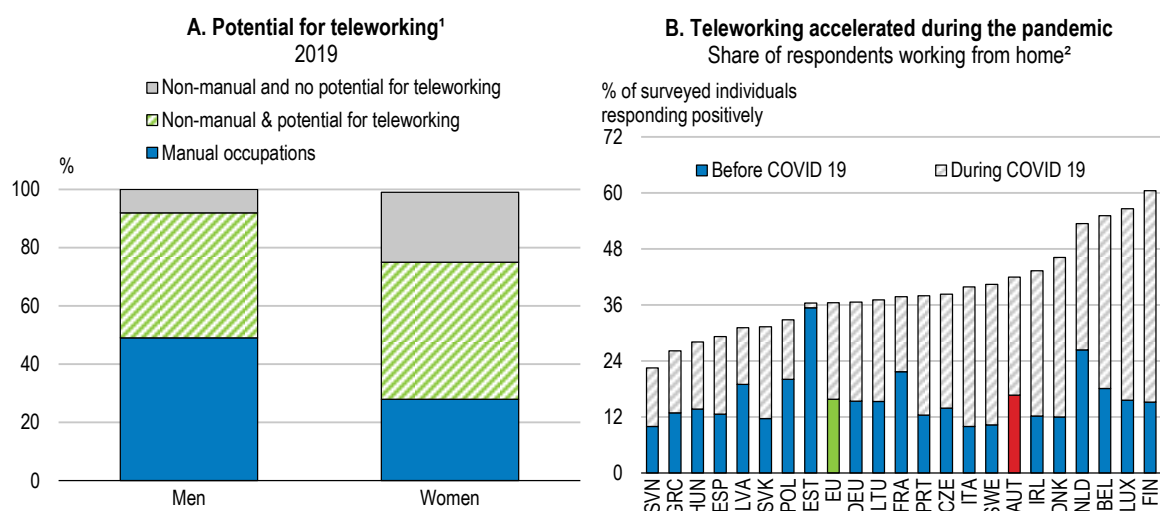 A. Potential for teleworking¹
2019
Non-manual and no potential for teleworking
Non-manual & potential for teleworking
Manual occupations
%
100
80
60
40
20
0
Men
Women
B. Teleworking accelerated during the pandemic
Share of respondents working from home²
% of surveyed individuals
responding positively
72
Before COVID 19
During COVID 19
60
48
36
24
12
0
SVN
GRC
HUN
ESP
LVA
SVK
POL
EST
EU
DEU
LTU
FRA
PRT
CZE
ITA
SWE
AUT
IRL
DNK
NLD
BEL
LUX
FIN